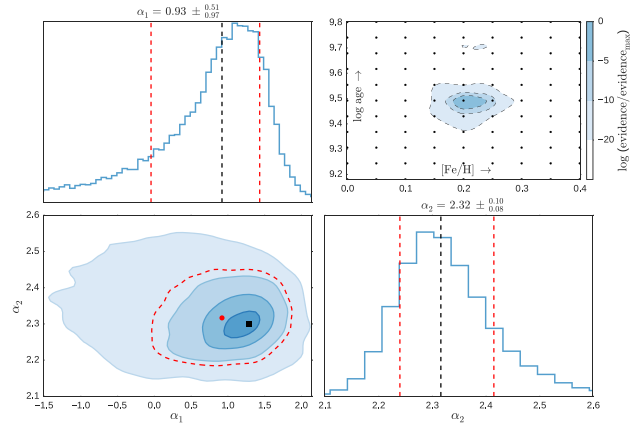 α₁ = 0.93 ± 0.51 0.97
9.8
9.7
9.6
9.5
9.4
9.3
9.2
log age →
[Fe/H] →
0.0 0.1 0.2 0.3 0.4
0
−5
−10
−20
log (evidence/evidence_max)
2.6
2.5
2.4
2.3
2.2
2.1
α₂
−1.5 −1.0 −0.5 0.0 0.5 1.0 1.5 2.0
α₁
α₂ = 2.32 ± 0.10 0.08
2.1 2.2 2.3 2.4 2.5 2.6
α₂